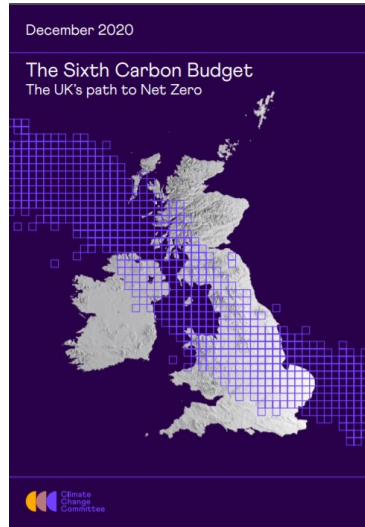 December 2020
The Sixth Carbon Budget
The UK's path to Net Zero
Climate
Change
Committee